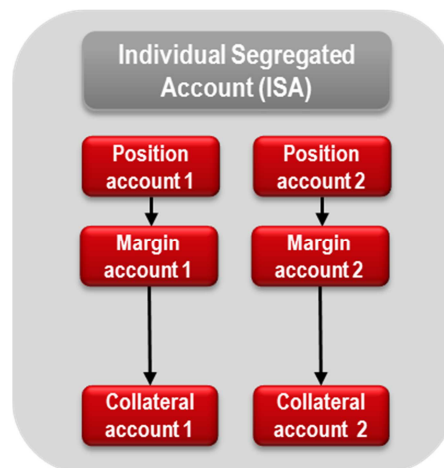 Individual Segregated
Account (ISA)
Position
account 1
Position
account 2
Margin
account 1
Margin
account 2
Collateral
account 1
Collateral
account 2